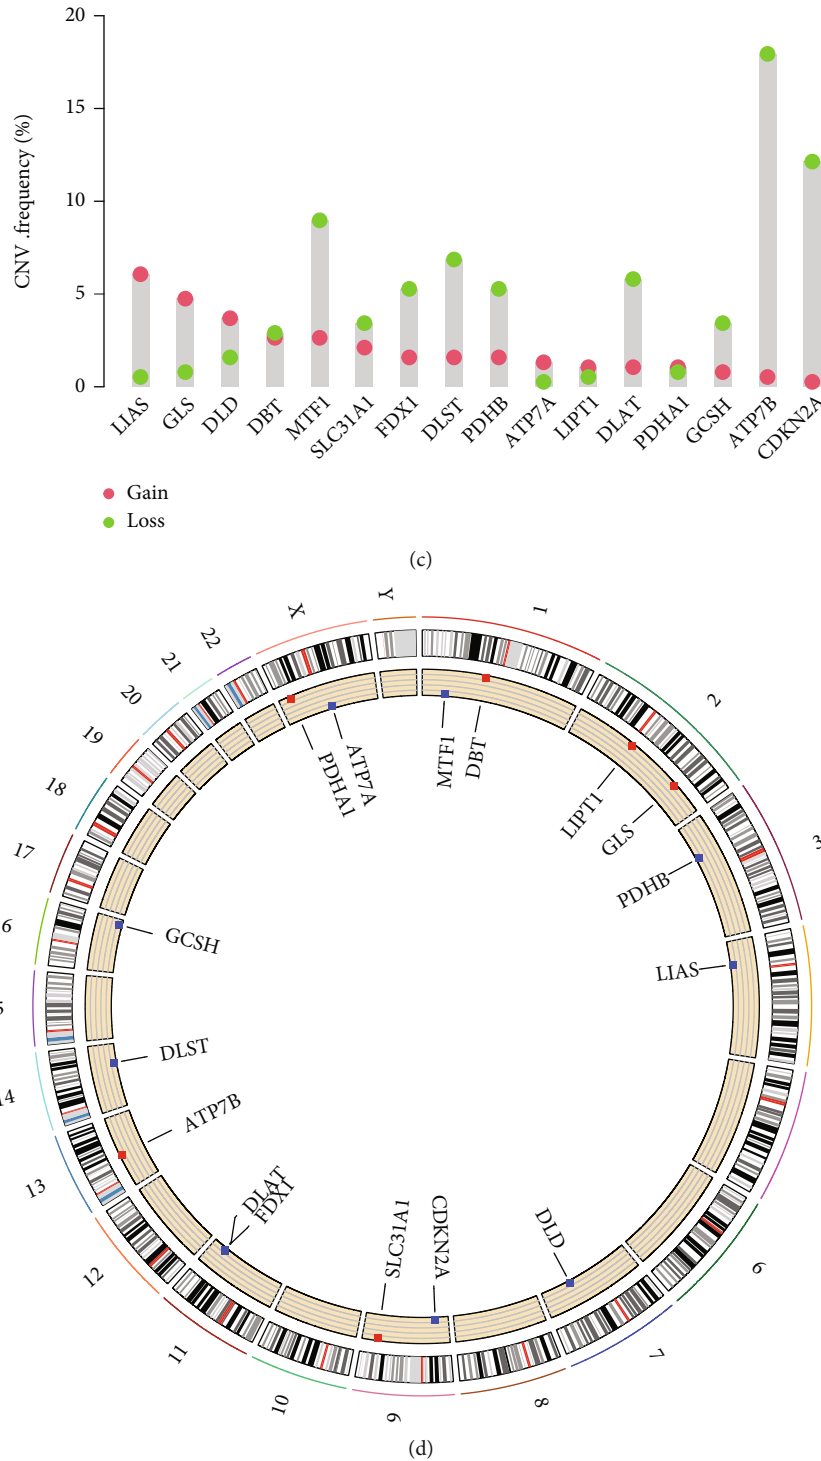 20
15
10
5
0
CNV .frequency (%)
LIAS
GLS
DLD
DBT
MTF1
SLC31A1
FDX1
DLST
PDHB
ATP7A
LIPT1
DLAT
PDHA1
GCSH
ATP7B
CDKN2A
Gain
Loss
(c)
1
2
3
6
7
8
9
10
11
12
13
14
5
6
17
18
19
20
21
22
X
Y
MTF1
DBT
LIPT1
GLS
PDHB
LIAS
DLD
CDKN2A
SLC31A1
FDX1
DLAT
ATP7B
DLST
GCSH
PDHA1
ATP7A
(d)